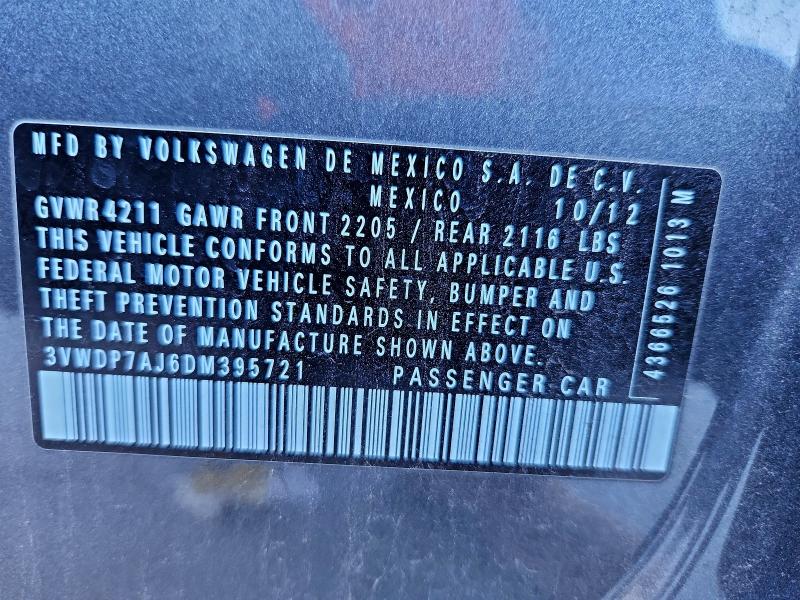 MFD BY VOLKSWAGEN DE MEXICO S.A. DE C.V.
MEXICO 10/12
GVWR4211 GAWR FRONT 2205 / REAR 2116 LBS
THIS VEHICLE CONFORMS TO ALL APPLICABLE U.S.
FEDERAL MOTOR VEHICLE SAFETY, BUMPER AND
THEFT PREVENTION STANDARDS IN EFFECT ON
THE DATE OF MANUFACTURE SHOWN ABOVE.
3VWDP7AJ6DM395721 PASSENGER CAR
4366526 1013 M